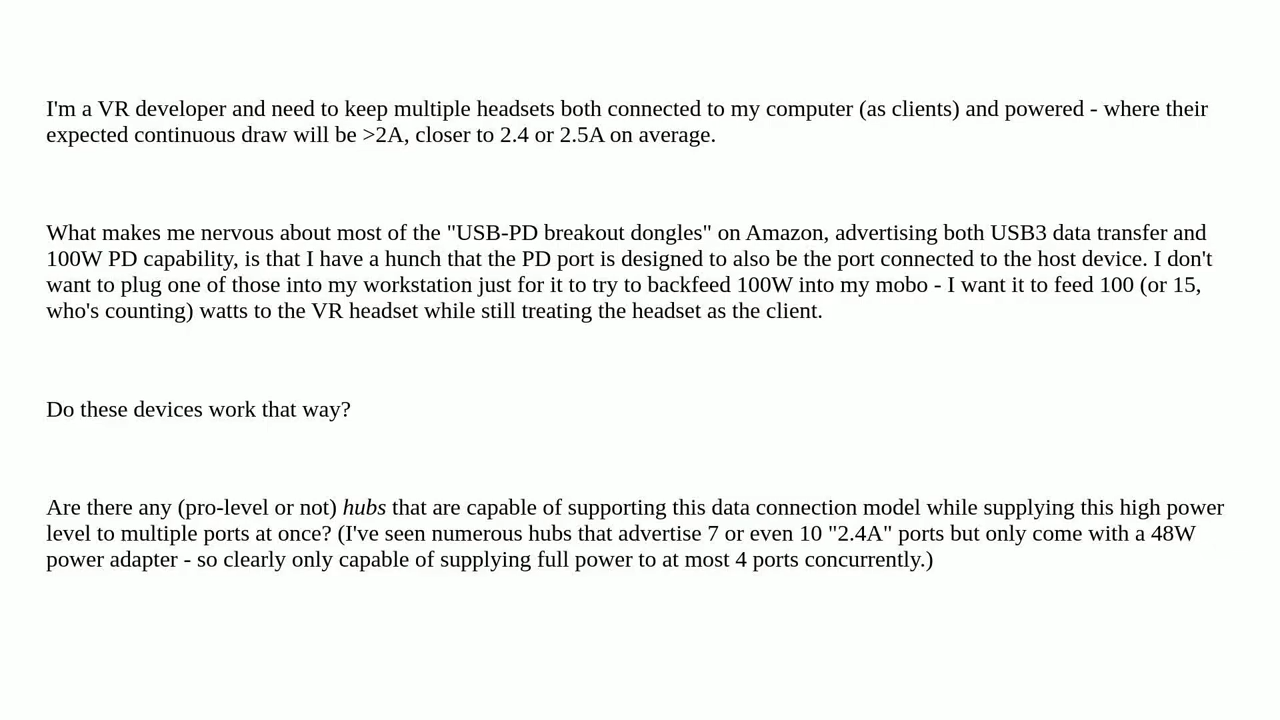 I'm a VR developer and need to keep multiple headsets both connected to my computer (as clients) and powered - where their
expected continuous draw will be >2A, closer to 2.4 or 2.5A on average.
What makes me nervous about most of the "USB-PD breakout dongles" on Amazon, advertising both USB3 data transfer and
100W PD capability, is that I have a hunch that the PD port is designed to also be the port connected to the host device. I don't
want to plug one of those into my workstation just for it to try to backfeed 100W into my mobo - I want it to feed 100 (or 15,
who's counting) watts to the VR headset while still treating the headset as the client.
Do these devices work that way?
Are there any (pro-level or not) hubs that are capable of supporting this data connection model while supplying this high power
level to multiple ports at once? (I've seen numerous hubs that advertise 7 or even 10 "2.4A" ports but only come with a 48W
power adapter - so clearly only capable of supplying full power to at most 4 ports concurrently.)